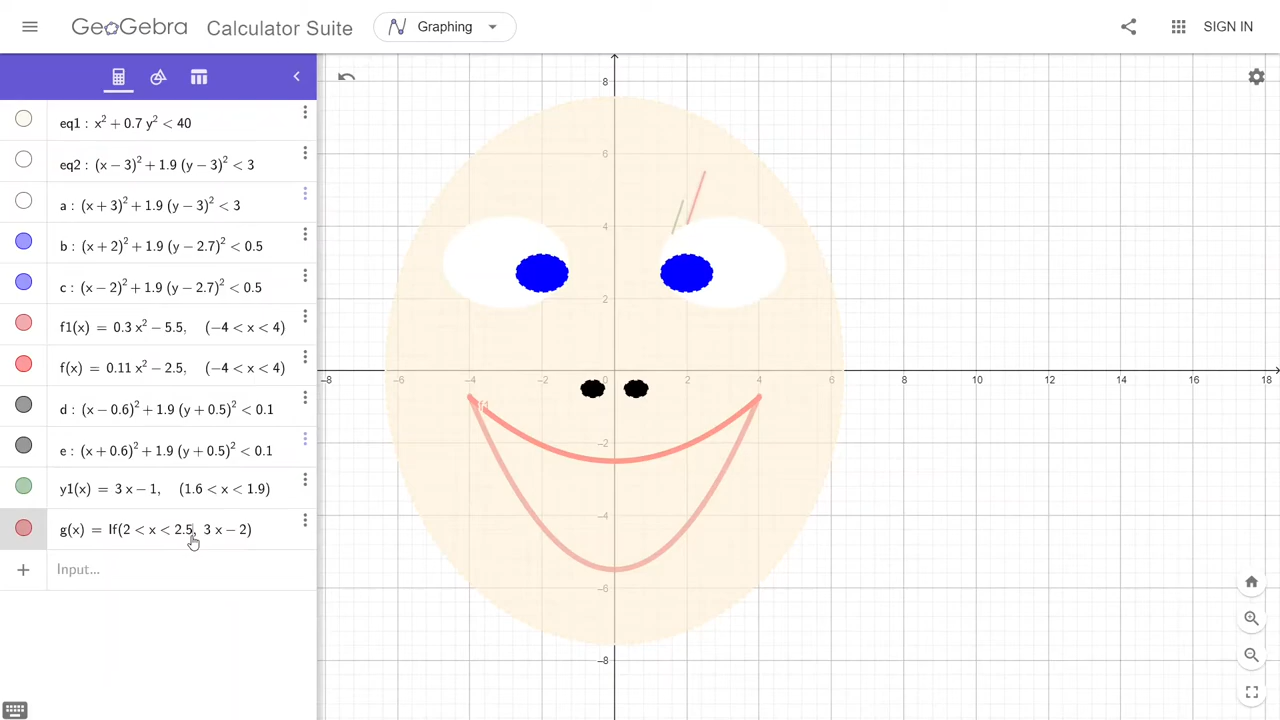 GeoGebra Calculator Suite Graphing SIGN IN
eq1 : x² + 0.7 y² < 40
eq2 : (x − 3)² + 1.9 (y − 3)² < 3
a : (x + 3)² + 1.9 (y − 3)² < 3
b : (x + 2)² + 1.9 (y − 2.7)² < 0.5
c : (x − 2)² + 1.9 (y − 2.7)² < 0.5
f1(x) = 0.3 x² − 5.5, (−4 < x < 4)
f(x) = 0.11 x² − 2.5, (−4 < x < 4)
d : (x − 0.6)² + 1.9 (y + 0.5)² < 0.1
e : (x + 0.6)² + 1.9 (y + 0.5)² < 0.1
y1(x) = 3 x − 1, (1.6 < x < 1.9)
g(x) = If(2 < x < 2.5, 3 x − 2)
Input...
8
6
4
2
−8 −6 −4 −2 0 2 4 6 8 10 12 14 16 18
f1
−2
−4
−6
−8